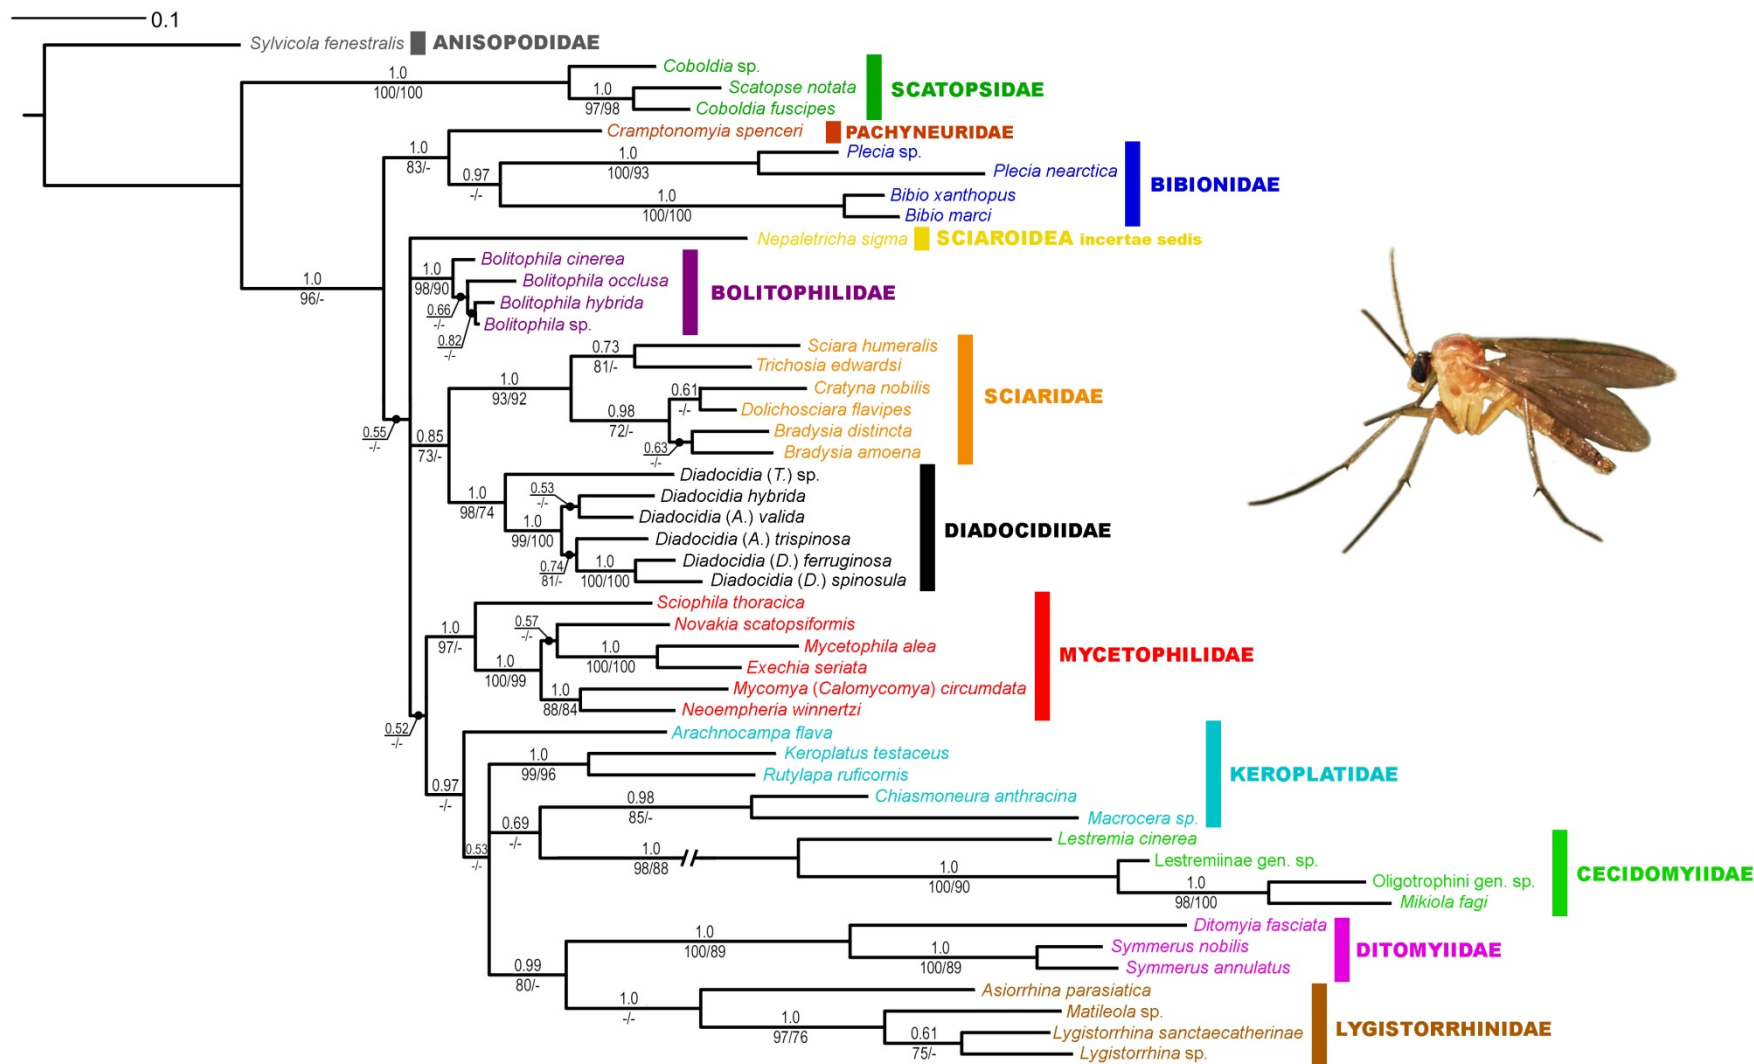 0.1
Sylvicola fenestralis ANISOPODIDAE
Coboldia sp.
1.0
100/100
1.0
97/98
Scatopse notata
Coboldia fuscipes
SCATOPSIDAE
Cramptonomyia spenceri PACHYNEURIDAE
1.0
83/-
Plecia sp.
1.0
100/93
Plecia nearctica
0.97
-/-
BIBIONIDAE
Bibio xanthopus
1.0
100/100
Bibio marci
Nepaletricha sigma SCIAROIDEA incertae sedis
1.0
96/-
Bolitophila cinerea
1.0
98/90
Bolitophila occlusa
BOLITOPHILIDAE
0.66
-/-
Bolitophila hybrida
Bolitophila sp.
0.82
-/-
Sciara humeralis
0.73
81/-
Trichosia edwardsi
1.0
93/92
Cratyna nobilis
0.61
-/-
SCIARIDAE
0.98
72/-
Dolichosciara flavipes
Bradysia distincta
0.63
-/-
Bradysia amoena
0.55
-/-
0.85
73/-
Diadocidia (T.) sp.
1.0
98/74
0.53
-/-
Diadocidia hybrida
Diadocidia (A.) valida
1.0
99/100
DIADOCIDIIDAE
Diadocidia (A.) trispinosa
0.74
81/-
Diadocidia (D.) ferruginosa
1.0
100/100
Diadocidia (D.) spinosula
Sciophila thoracica
1.0
97/-
Novakia scatopsiformis
0.57
-/-
Mycetophila alea
1.0
100/100
MYCETOPHILIDAE
Exechia seriata
1.0
100/99
Mycomya (Calomycomya) circumdata
1.0
88/84
Neoempheria winnertzi
0.52
-/-
Arachnocampa flava
Keroplatus testaceus
1.0
99/96
Rutylapa ruficornis
KEROPLATIDAE
0.97
-/-
Chiasmoneura anthracina
0.98
85/-
Macrocera sp.
0.69
-/-
0.53
-/-
Lestremia cinerea
1.0
98/88
Lestremiinae gen. sp.
1.0
100/90
CECIDOMYIIDAE
Oligotrophini gen. sp.
1.0
98/100
Mikiola fagi
Ditomyia fasciata
1.0
100/89
Symmerus nobilis
DITOMYIIDAE
1.0
100/89
Symmerus annulatus
0.99
80/-
Asiorrhina parasiatica
1.0
-/-
Matileola sp.
1.0
97/76
LYGISTORRHINIDAE
Lygistorrhina sanctaecatherinae
0.61
75/-
Lygistorrhina sp.